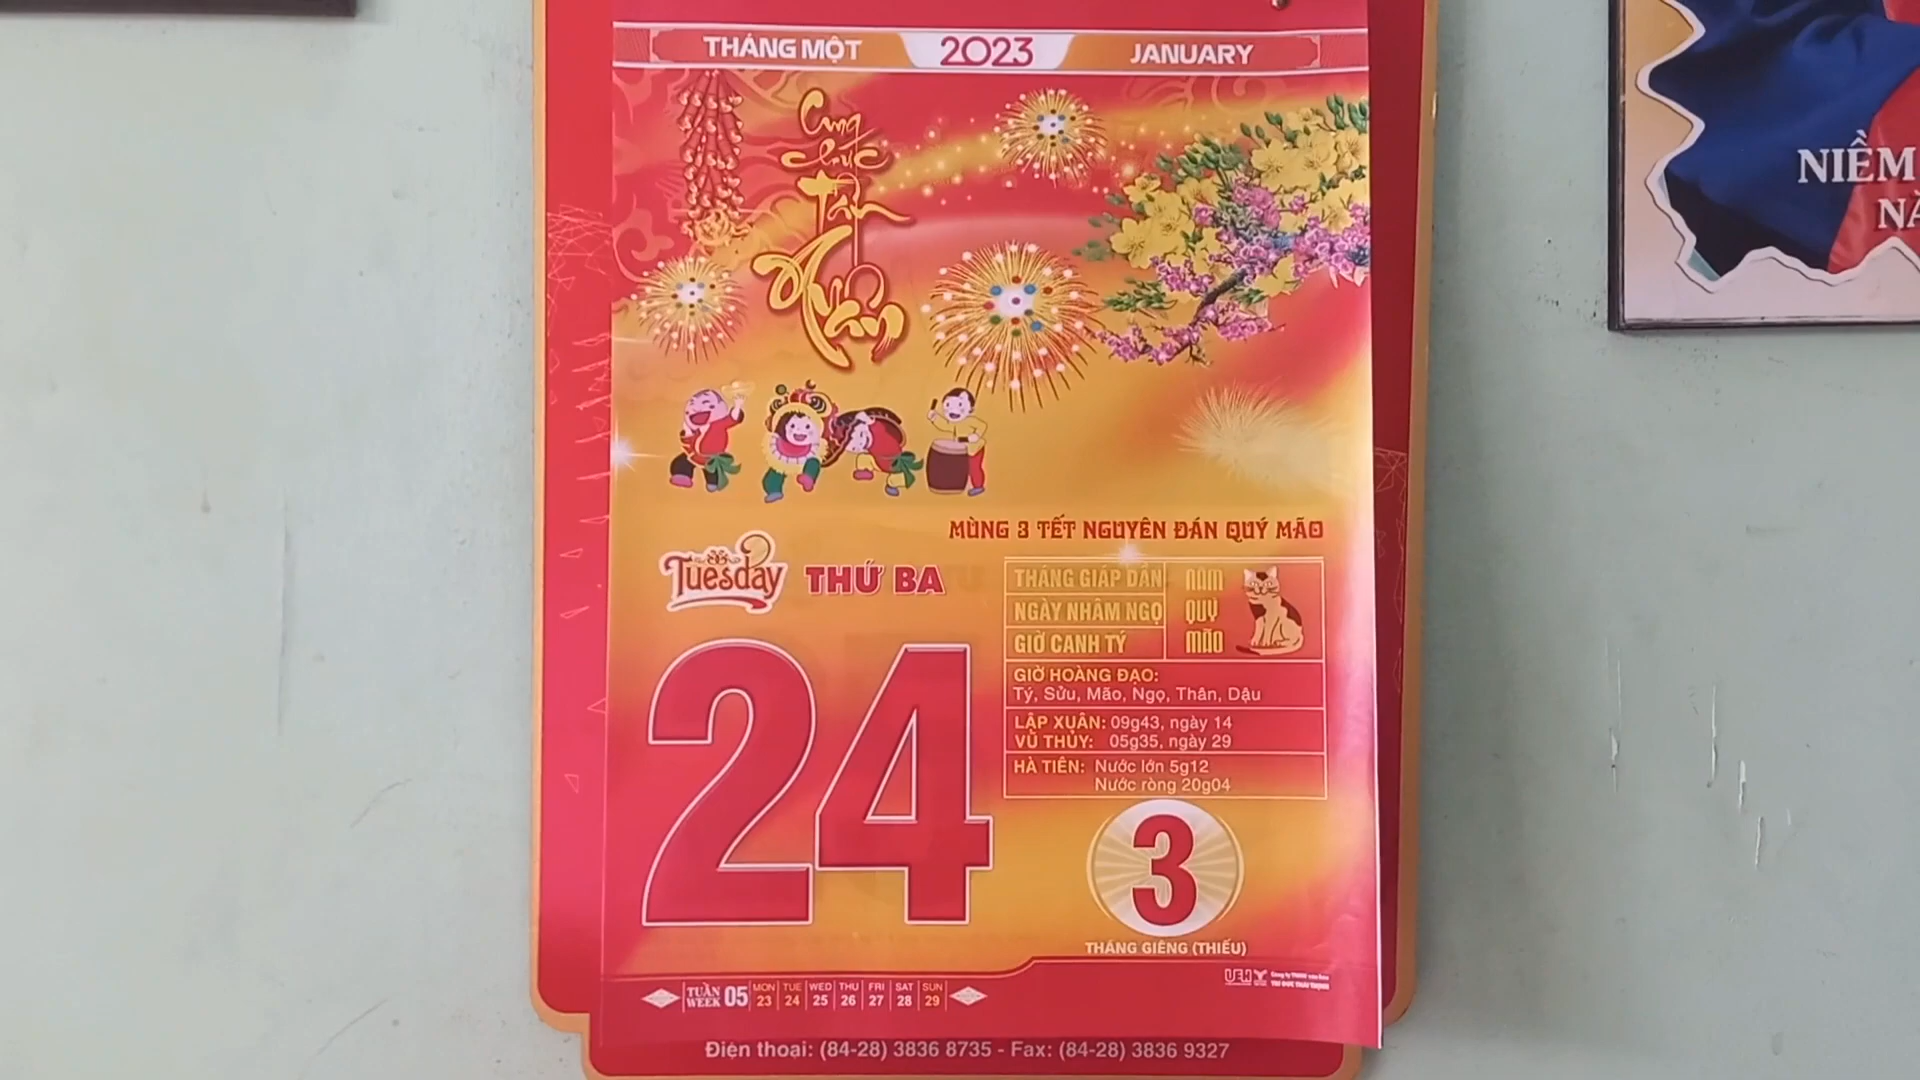 THÁNG MỘT 2023 JANUARY
Cung
chúc
tân
Xuân
NIỀM
NÀ
MÙNG 3 TẾT NGUYÊN ĐÁN QUÝ MÃO
Tuesday THỨ BA
THÁNG GIÁP DẦN
NGÀY NHÂM NGỌ
GIỜ CANH TÝ
NĂM
QUÝ
MÃO
24
GIỜ HOÀNG ĐẠO:
Tý, Sửu, Mão, Ngọ, Thân, Dậu
LẬP XUÂN: 09g43, ngày 14
VŨ THỦY: 05g35, ngày 29
HÀ TIÊN: Nước lớn 5g12
Nước ròng 20g04
3
THÁNG GIÊNG (THIẾU)
TUẦN WEEK 05 MON 23 TUE 24 WED 25 THU 26 FRI 27 SAT 28 SUN 29
Điện thoại: (84-28) 3836 8735 - Fax: (84-28) 3836 9327